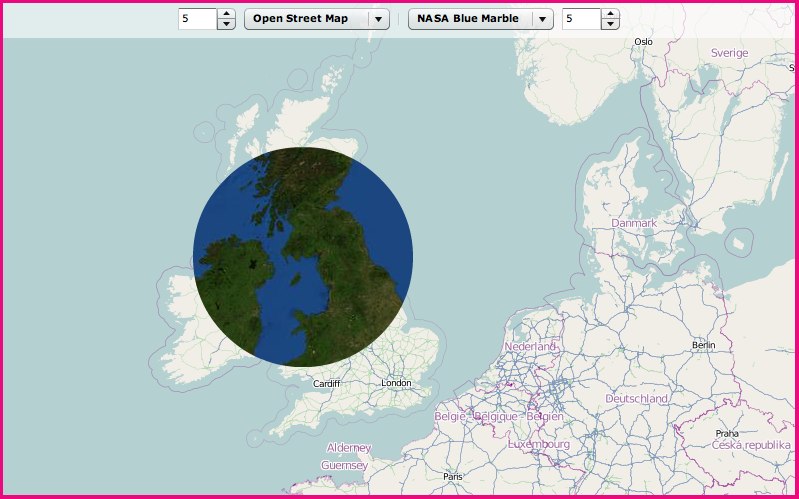 5 Open Street Map NASA Blue Marble 5
Oslo
Sverige
S
Danmark
Nederland
Berlin
Cardiff
London
Deutschland
België - Belgique - Belgien
Praha
Luxembourg
Česká republika
Alderney
Guernsey
Paris